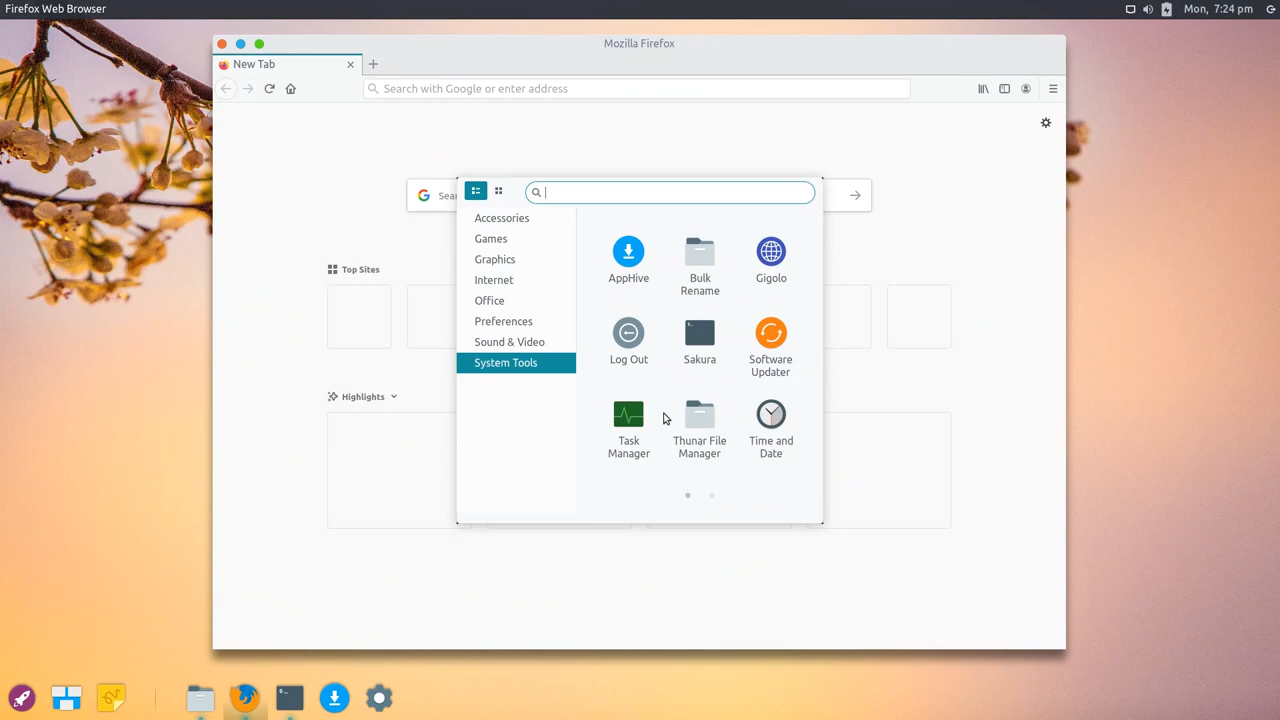 Firefox Web Browser
Mon, 7:24 pm
Mozilla Firefox
New Tab
Search with Google or enter address
Sear
Accessories
Games
Graphics
Internet
Office
Preferences
Sound & Video
System Tools
AppHive
Bulk
Rename
Gigolo
Log Out
Sakura
Software
Updater
Task
Manager
Thunar File
Manager
Time and
Date
Top Sites
Highlights